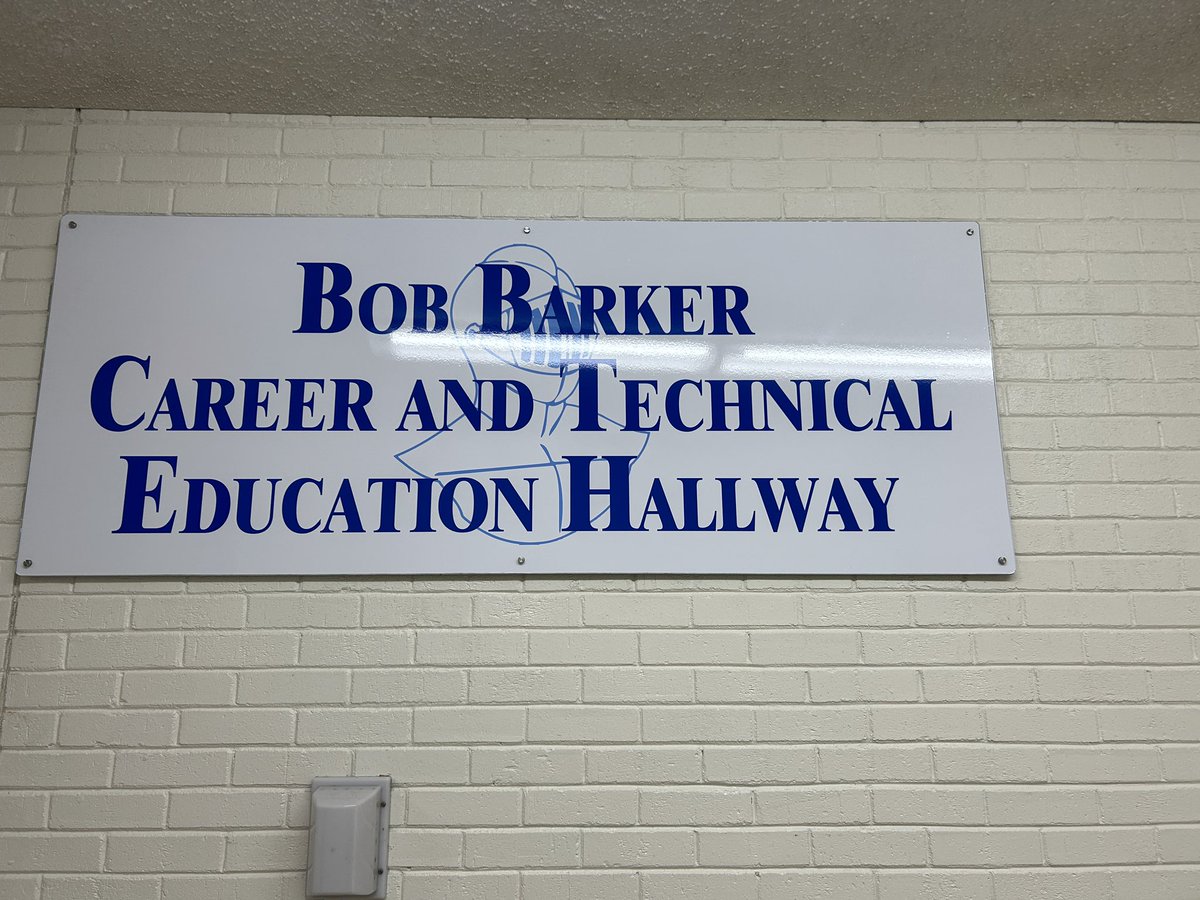 Bob Barker
Career and Technical
Education Hallway